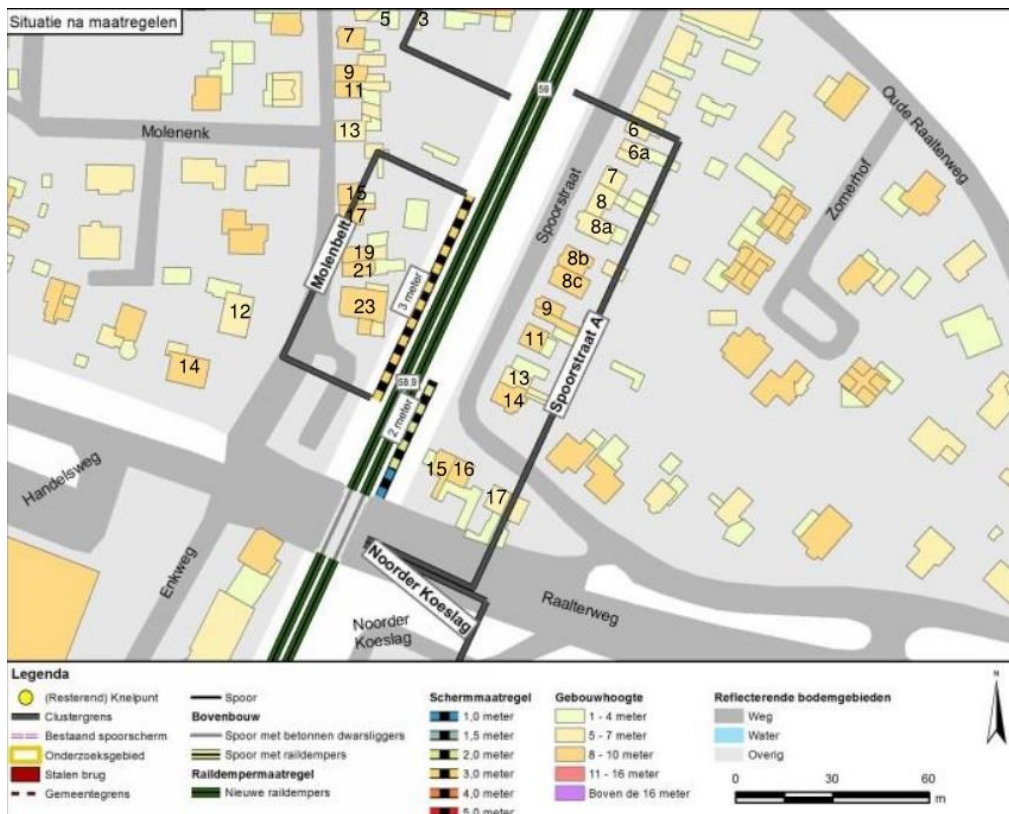 Situatie na maatregelen
5
3
7
9
11
59
Molenenk
13
6
6a
Oude Raalterweg
7
Spoorstraat
15
8
Zomerhof
17
8a
Molenbelt
19
8b
21
8c
3 meter
23
9
12
11
14
58,9
13
Spoorstraat A
14
2 meter
15
16
Handelsweg
17
Enkweg
Noorder Koeslag
Raalterweg
Noorder
Koeslag
Legenda
(Resterend) Knelpunt
Clustergrens
Bestaand spoorscherm
Onderzoeksgebied
Stalen brug
Gemeentegrens
Spoor
Bovenbouw
Spoor met betonnen dwarsliggers
Spoor met raildempers
Raildempermaatregel
Nieuwe raildempers
Schermmaatregel
1,0 meter
1,5 meter
2,0 meter
3,0 meter
4,0 meter
5,0 meter
Gebouwhoogte
1 - 4 meter
5 - 7 meter
8 - 10 meter
11 - 16 meter
Boven de 16 meter
Reflecterende bodemgebieden
Weg
Water
Overig
N
0 30 60
m